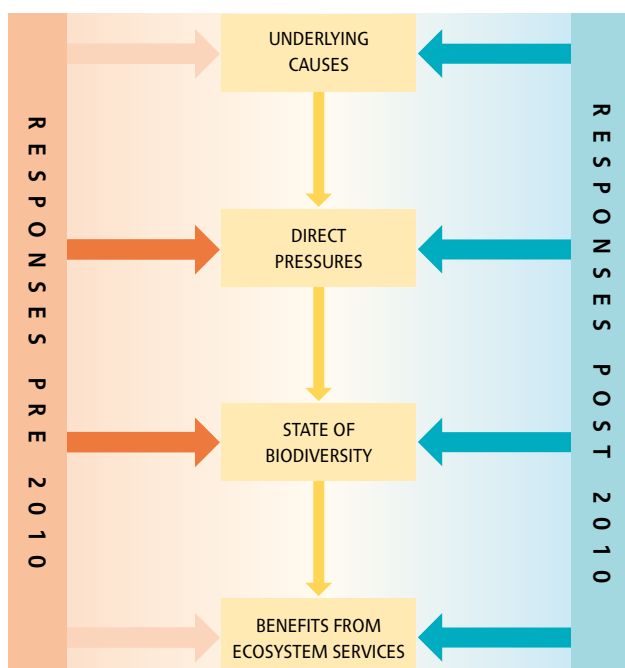 RESPONSES PRE 2010
UNDERLYING
CAUSES
DIRECT
PRESSURES
STATE OF
BIODIVERSITY
BENEFITS FROM
ECOSYSTEM SERVICES
RESPONSES POST 2010